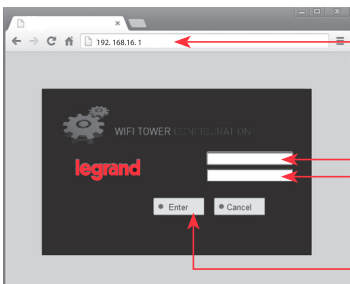 192.168.16.1
WIFI TOWER CONFIGURATION
legrand
Enter
Cancel